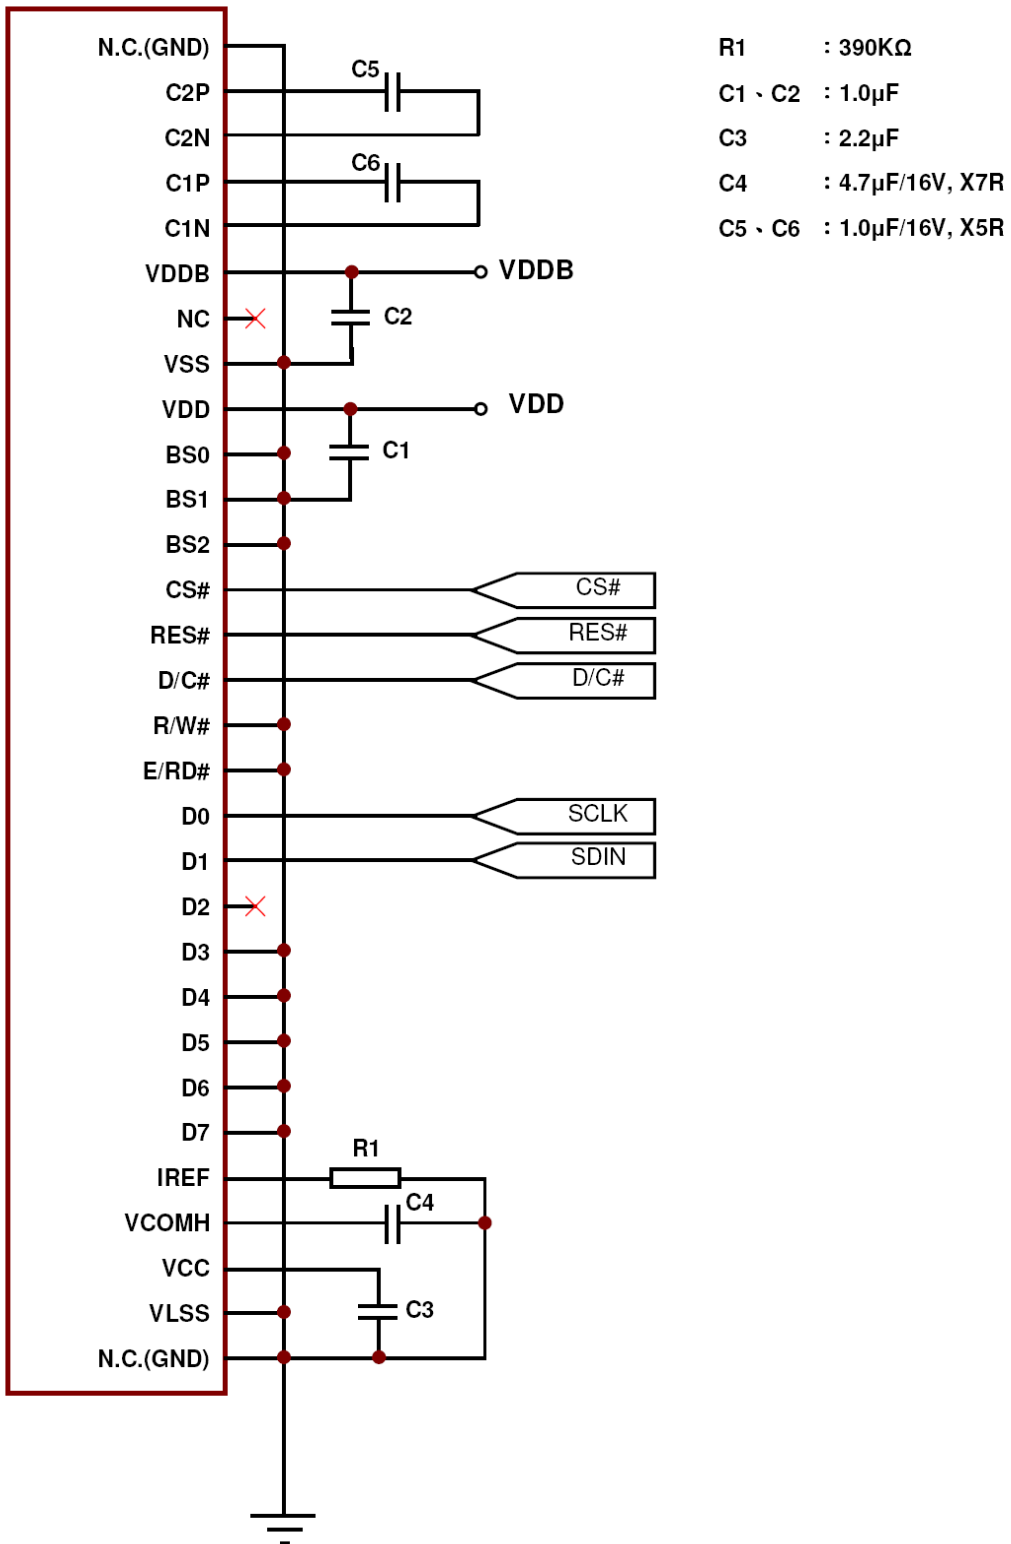 N.C.(GND)
C2P
C5
C2N
C1P
C6
C1N
VDDB
VDDB
NC
C2
VSS
VDD
VDD
BS0
C1
BS1
BS2
CS#
CS#
RES#
RES#
D/C#
D/C#
R/W#
E/RD#
D0
SCLK
D1
SDIN
D2
D3
D4
D5
D6
D7
R1
IREF
C4
VCOMH
VCC
C3
VLSS
N.C.(GND)
R1 : 390KΩ
C1、C2 : 1.0μF
C3 : 2.2μF
C4 : 4.7μF/16V, X7R
C5、C6 : 1.0μF/16V, X5R